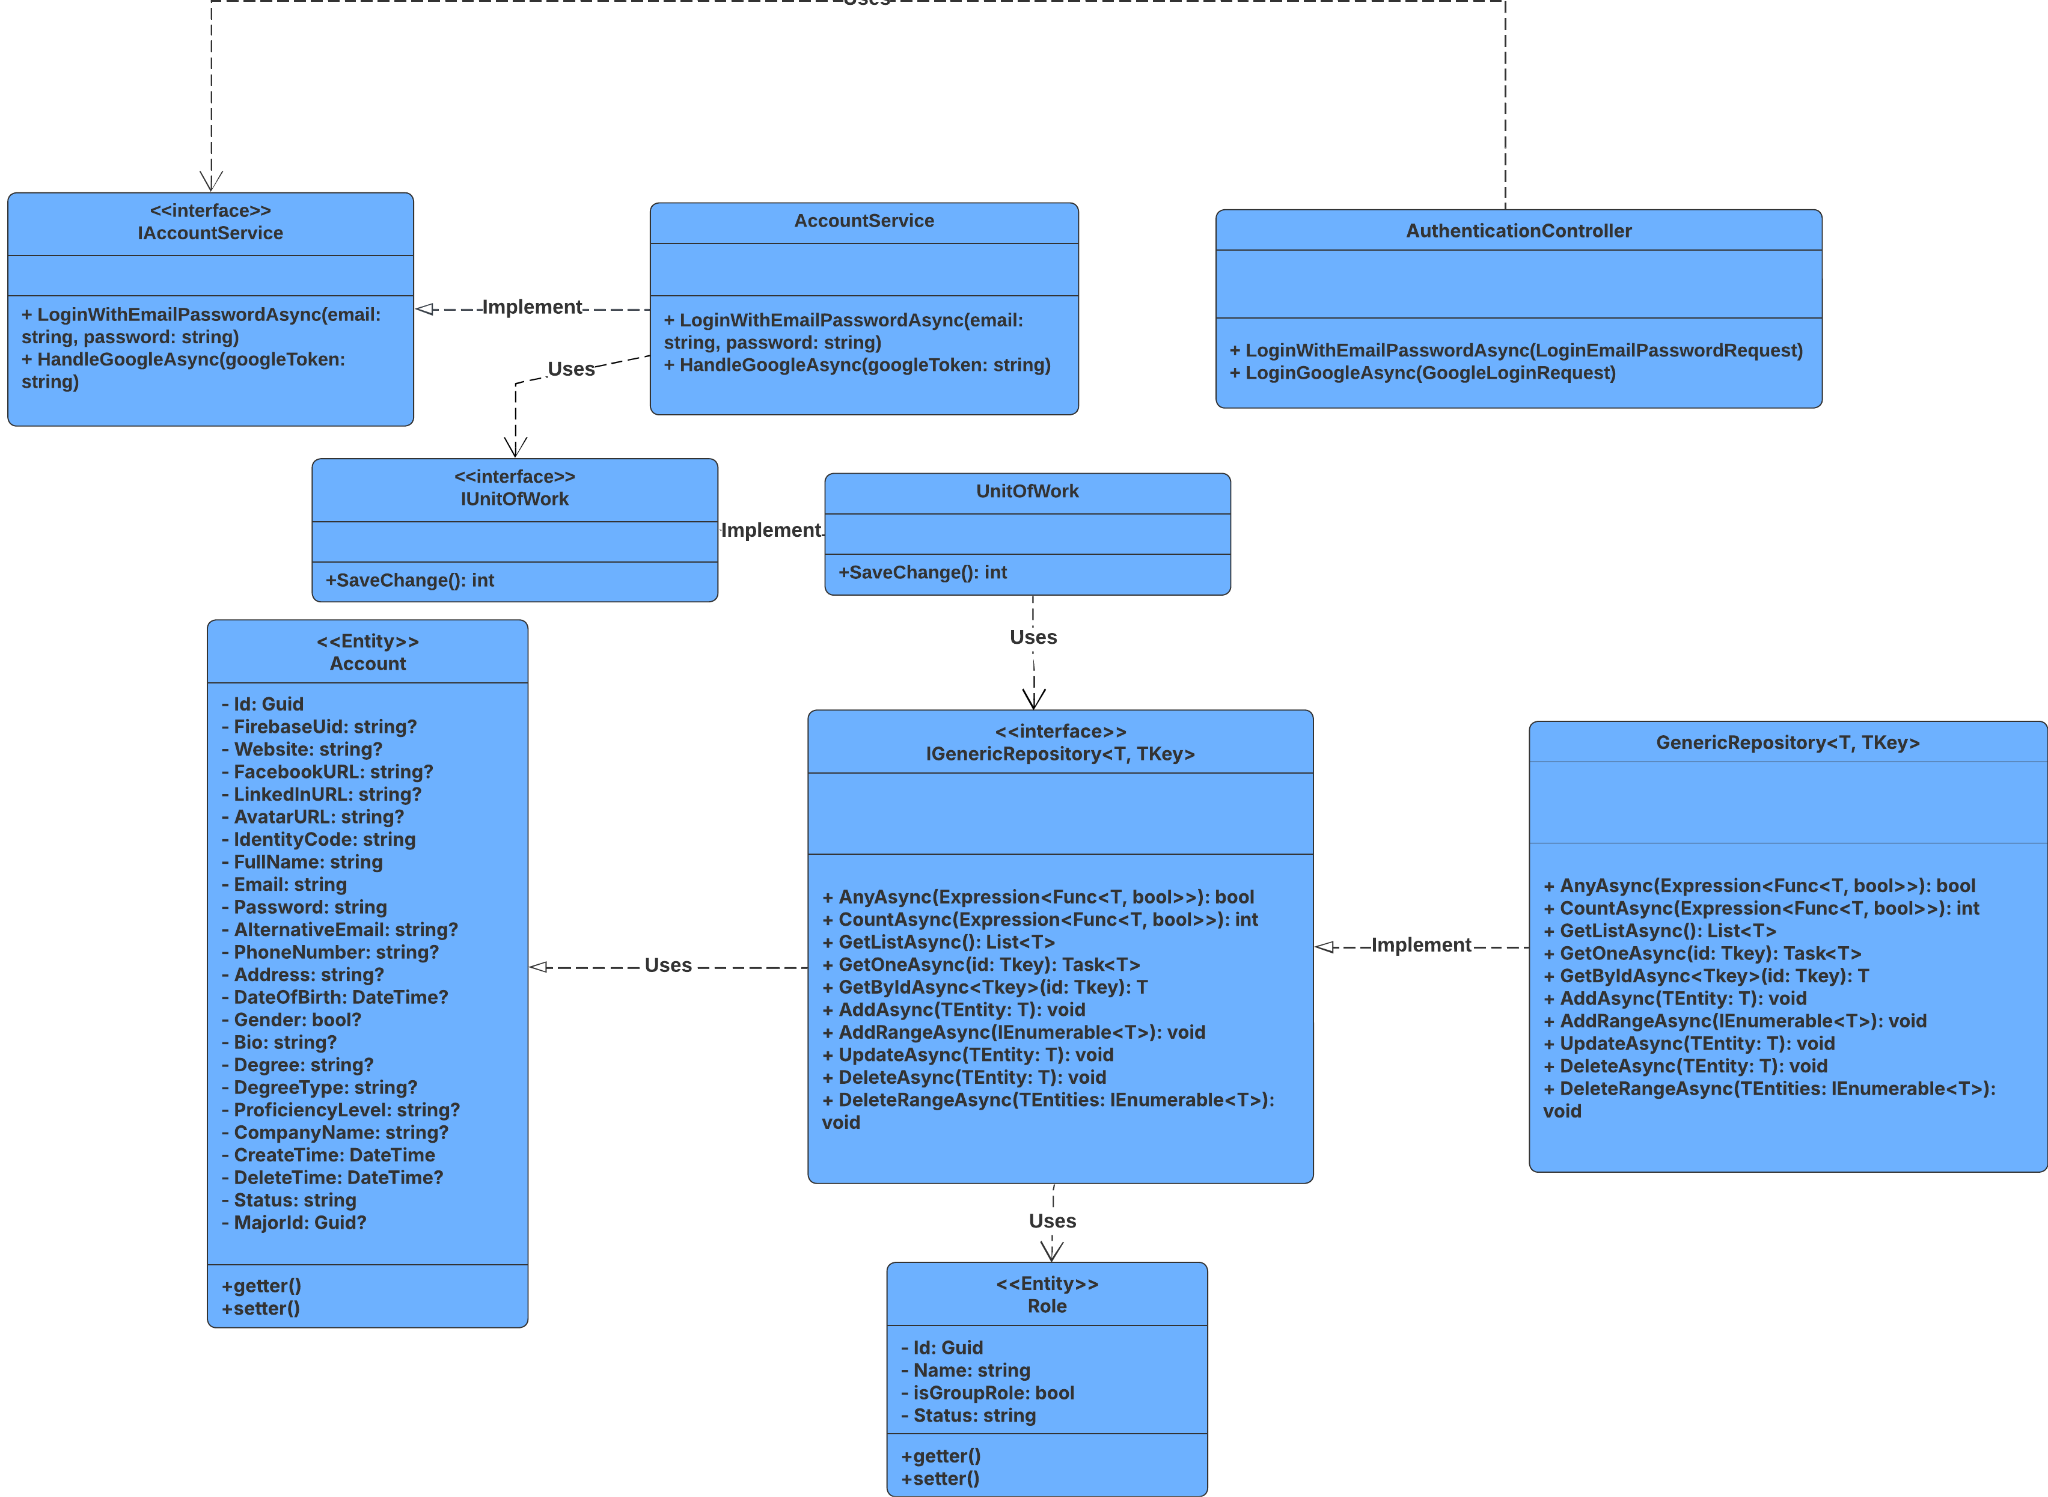 Uses
<<interface>>
IAccountService
+ LoginWithEmailPasswordAsync(email:
string, password: string)
+ HandleGoogleAsync(googleToken:
string)
Implement
AccountService
+ LoginWithEmailPasswordAsync(email:
string, password: string)
+ HandleGoogleAsync(googleToken: string)
AuthenticationController
+ LoginWithEmailPasswordAsync(LoginEmailPasswordRequest)
+ LoginGoogleAsync(GoogleLoginRequest)
Uses
<<interface>>
IUnitOfWork
+SaveChange(): int
Implement
UnitOfWork
+SaveChange(): int
Uses
<<Entity>>
Account
- Id: Guid
- FirebaseUid: string?
- Website: string?
- FacebookURL: string?
- LinkedInURL: string?
- AvatarURL: string?
- IdentityCode: string
- FullName: string
- Email: string
- Password: string
- AlternativeEmail: string?
- PhoneNumber: string?
- Address: string?
- DateOfBirth: DateTime?
- Gender: bool?
- Bio: string?
- Degree: string?
- DegreeType: string?
- ProficiencyLevel: string?
- CompanyName: string?
- CreateTime: DateTime
- DeleteTime: DateTime?
- Status: string
- MajorId: Guid?
+getter()
+setter()
Uses
<<interface>>
IGenericRepository<T, TKey>
+ AnyAsync(Expression<Func<T, bool>>): bool
+ CountAsync(Expression<Func<T, bool>>): int
+ GetListAsync(): List<T>
+ GetOneAsync(id: Tkey): Task<T>
+ GetByIdAsync<Tkey>(id: Tkey): T
+ AddAsync(TEntity: T): void
+ AddRangeAsync(IEnumerable<T>): void
+ UpdateAsync(TEntity: T): void
+ DeleteAsync(TEntity: T): void
+ DeleteRangeAsync(TEntities: IEnumerable<T>):
void
Implement
GenericRepository<T, TKey>
+ AnyAsync(Expression<Func<T, bool>>): bool
+ CountAsync(Expression<Func<T, bool>>): int
+ GetListAsync(): List<T>
+ GetOneAsync(id: Tkey): Task<T>
+ GetByIdAsync<Tkey>(id: Tkey): T
+ AddAsync(TEntity: T): void
+ AddRangeAsync(IEnumerable<T>): void
+ UpdateAsync(TEntity: T): void
+ DeleteAsync(TEntity: T): void
+ DeleteRangeAsync(TEntities: IEnumerable<T>):
void
Uses
<<Entity>>
Role
- Id: Guid
- Name: string
- isGroupRole: bool
- Status: string
+getter()
+setter()